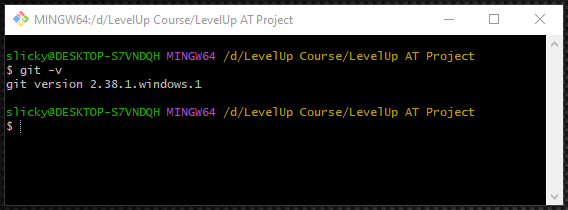 MINGW64:/d/LevelUp Course/LevelUp AT Project
slicky@DESKTOP-S7VNDQH MINGW64 /d/LevelUp Course/LevelUp AT Project
$ git -v
git version 2.38.1.windows.1
slicky@DESKTOP-S7VNDQH MINGW64 /d/LevelUp Course/LevelUp AT Project
$